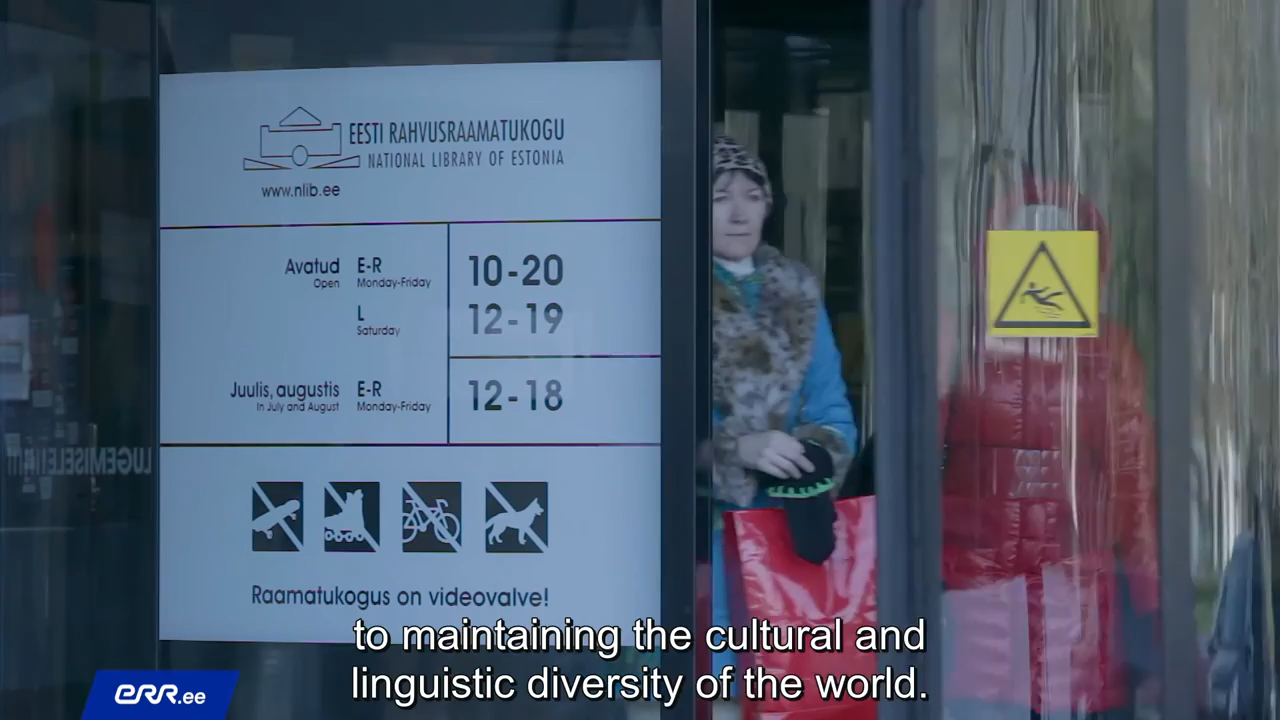 EESTI RAHVUSRAAMATUKOGU
NATIONAL LIBRARY OF ESTONIA
www.nlib.ee
Avatud E-R 10-20
Open Monday-Friday
L 12-19
Saturday
Juulis, augustis E-R 12-18
In July and August Monday-Friday
Raamatukogus on videovalve!
to maintaining the cultural and
linguistic diversity of the world.
err.ee